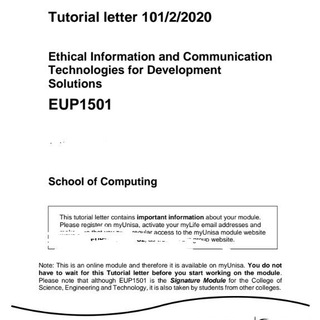 Tutorial letter 101/2/2020
Ethical Information and Communication
Technologies for Development
Solutions
EUP1501
School of Computing
This tutorial letter contains important information about your module.
Please register on myUnisa, activate your myLife email addresses and
access to the myUnisa module website
website.
Note: This is an online module and therefore it is available on myUnisa. You do not
have to wait for this Tutorial letter before you start working on the module.
Please note that although EUP1501 is the Signature Module for the College of
Science, Engineering and Technology, it is also taken by students from other colleges.